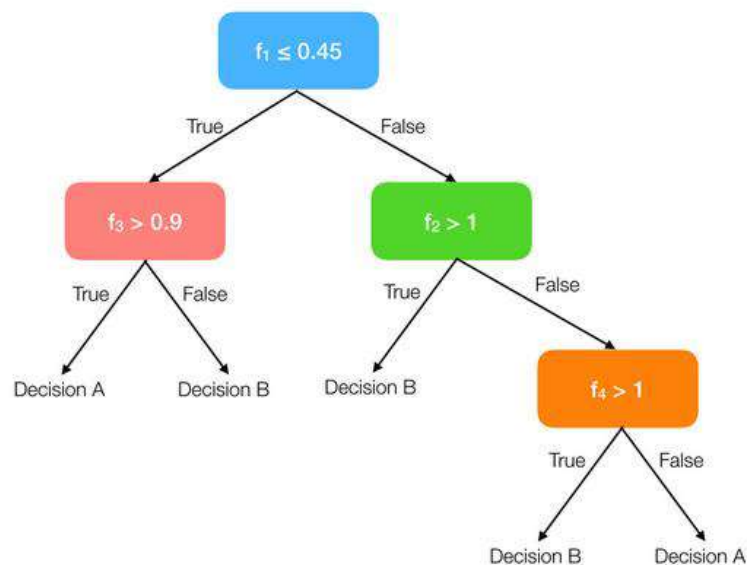 f₁ ≤ 0.45
True
False
f₃ > 0.9
f₂ > 1
True
False
True
False
Decision A
Decision B
Decision B
f₄ > 1
True
False
Decision B
Decision A